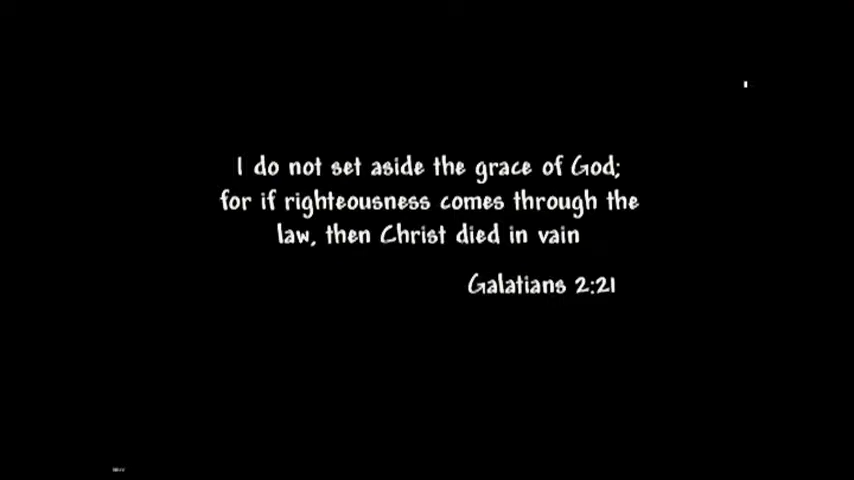 I do not set aside the grace of God;
for if righteousness comes through the
law, then Christ died in vain
Galatians 2:21